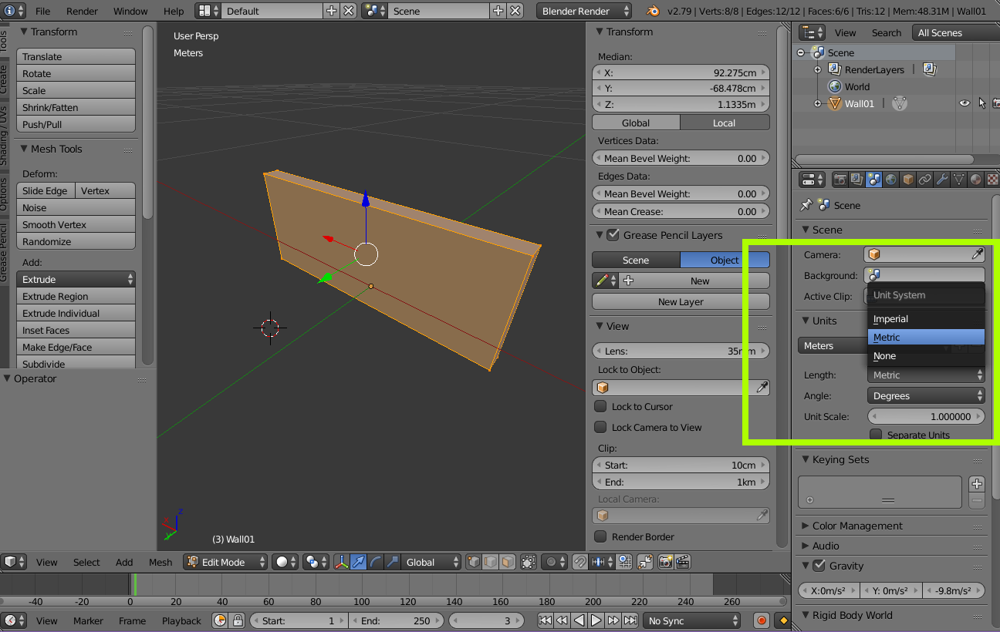 File Render Window Help Default Scene Blender Render v2.79 | Verts:8/8 | Edges:12/12 | Faces:6/6 | Tris:12 | Mem:48.31M | Wall01
Tools
Create
Shading / UVs
Options
Grease Pencil
Transform
Translate
Rotate
Scale
Shrink/Fatten
Push/Pull
Mesh Tools
Deform:
Slide Edge Vertex
Noise
Smooth Vertex
Randomize
Add:
Extrude
Extrude Region
Extrude Individual
Inset Faces
Make Edge/Face
Subdivide
Operator
User Persp
Meters
z
x
y
(3) Wall01
Transform
Median:
X: 92.275cm
Y: -68.478cm
Z: 1.1335m
Global Local
Vertices Data:
Mean Bevel Weight: 0.00
Edges Data:
Mean Bevel Weight: 0.00
Mean Crease: 0.00
Grease Pencil Layers
Scene Object
New
New Layer
View
Lens: 35mm
Lock to Object:
Lock to Cursor
Lock Camera to View
Clip:
Start: 10cm
End: 1km
Local Camera:
Render Border
View Search All Scenes
Scene
RenderLayers |
World
Wall01 |
Scene
Scene
Camera:
Background:
Active Clip:
Unit System
Imperial
Metric
None
Units
Meters
Length: Metric
Angle: Degrees
Unit Scale: 1.000000
Separate Units
Keying Sets
Color Management
Audio
Gravity
X:0m/s² Y: 0m/s² -9.8m/s²
Rigid Body World
View Select Add Mesh Edit Mode Global
-40 -20 0 20 40 60 80 100 120 140 160 180 200 220 240 260
View Marker Frame Playback Start: 1 End: 250 3 No Sync